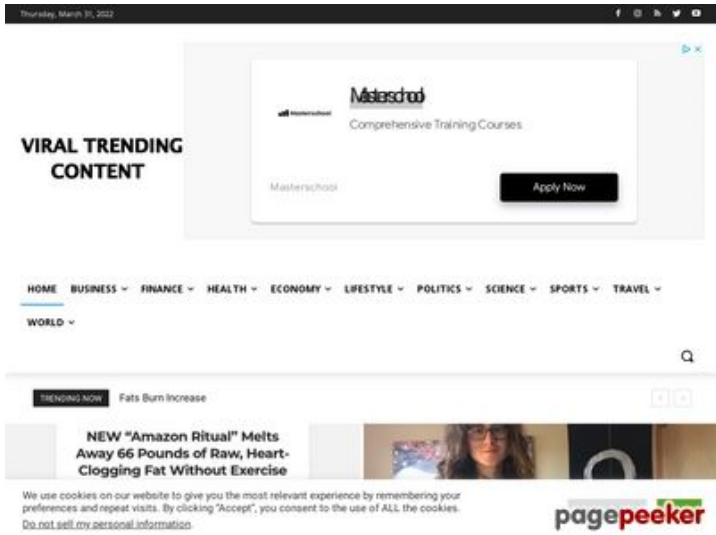 Thursday, March 31, 2022
Masterschool
Masterschool
Comprehensive Training Courses
VIRAL TRENDING
CONTENT
Masterschool
Apply Now
HOME BUSINESS FINANCE HEALTH ECONOMY LIFESTYLE POLITICS SCIENCE SPORTS TRAVEL
WORLD
TRENDING NOW Fats Burn Increase
NEW “Amazon Ritual” Melts
Away 66 Pounds of Raw, Heart-
Clogging Fat Without Exercise
We use cookies on our website to give you the most relevant experience by remembering your
preferences and repeat visits. By clicking “Accept”, you consent to the use of ALL the cookies.
Do not sell my personal information.
pagepeeker